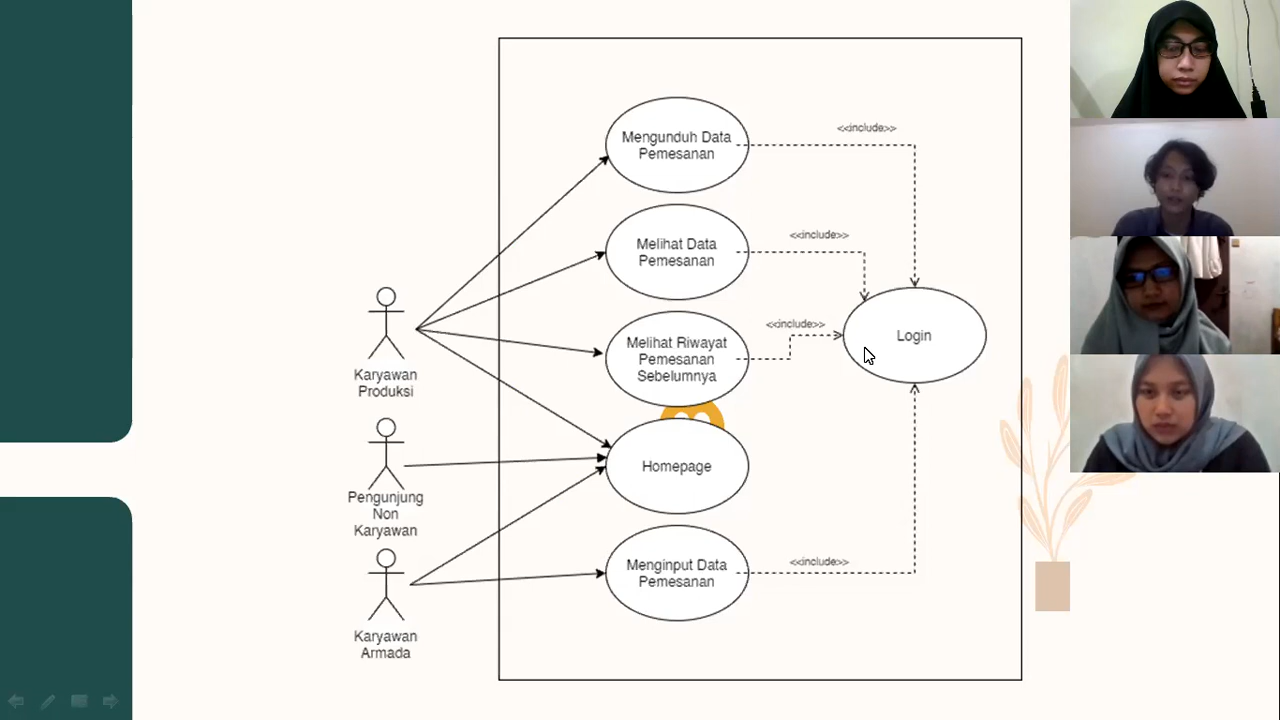 <<include>>
Mengunduh Data
Pemesanan
<<include>>
Melihat Data
Pemesanan
<<include>>
Melihat Riwayat
Pemesanan
Sebelumnya
Login
Karyawan
Produksi
Homepage
Pengunjung
Non
Karyawan
<<include>>
Menginput Data
Pemesanan
Karyawan
Armada